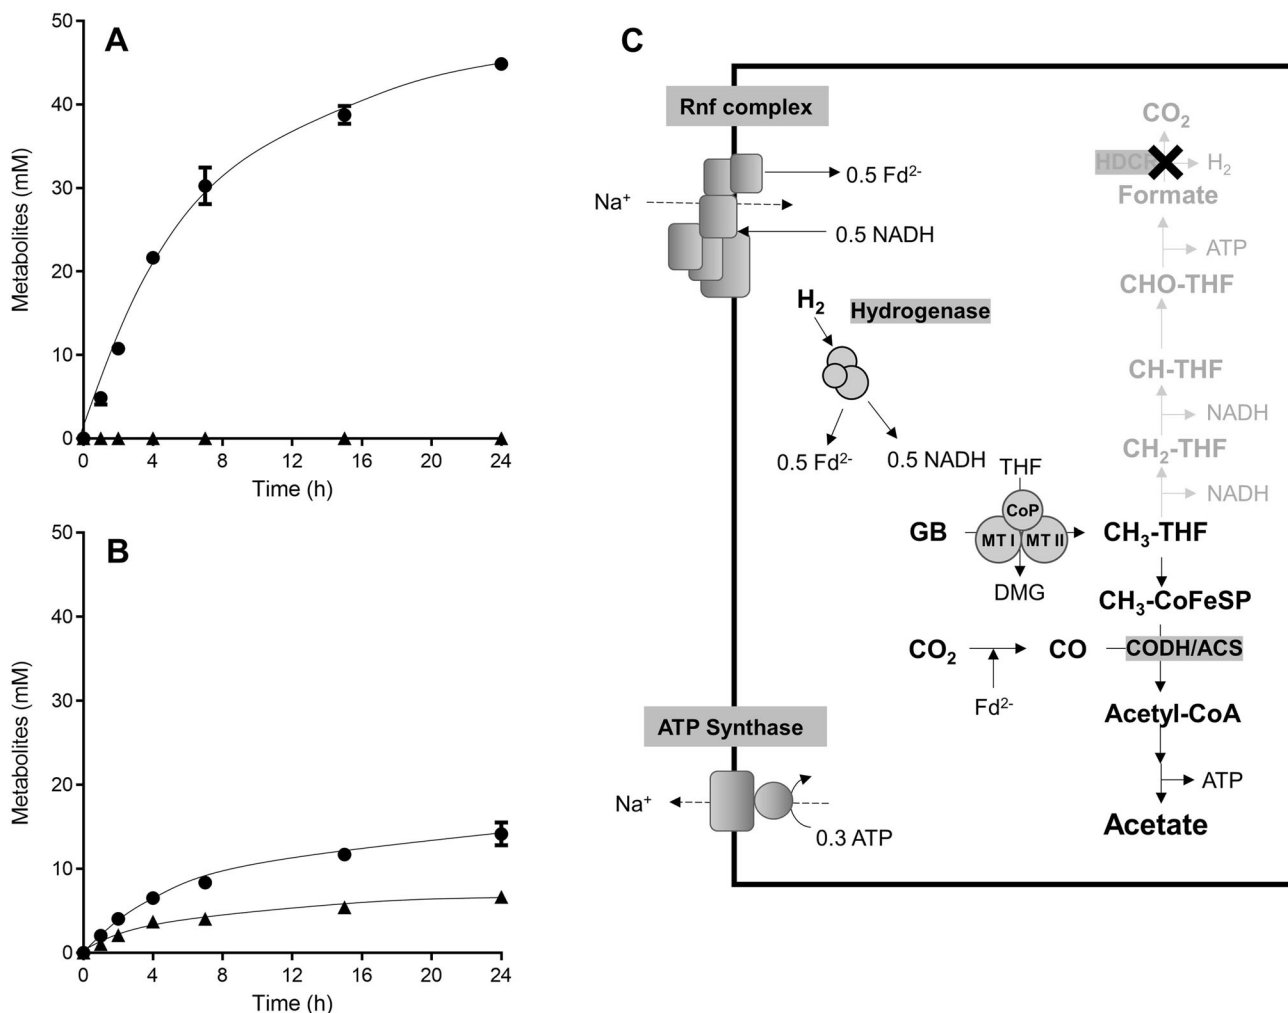 A
50
40
30
20
10
0
Metabolites (mM)
0 4 8 12 16 20 24
Time (h)
B
50
40
30
20
10
0
Metabolites (mM)
0 4 8 12 16 20 24
Time (h)
C
Rnf complex
0.5 Fd²⁻
Na⁺
0.5 NADH
H₂
Hydrogenase
0.5 Fd²⁻
0.5 NADH
CO₂
H₂
Formate
ATP
CHO-THF
CH-THF
NADH
CH₂-THF
NADH
THF
CoP
GB
MT I
MT II
CH₃-THF
DMG
CH₃-CoFeSP
CO₂
CO
CODH/ACS
Fd²⁻
Acetyl-CoA
ATP
Acetate
ATP Synthase
Na⁺
0.3 ATP